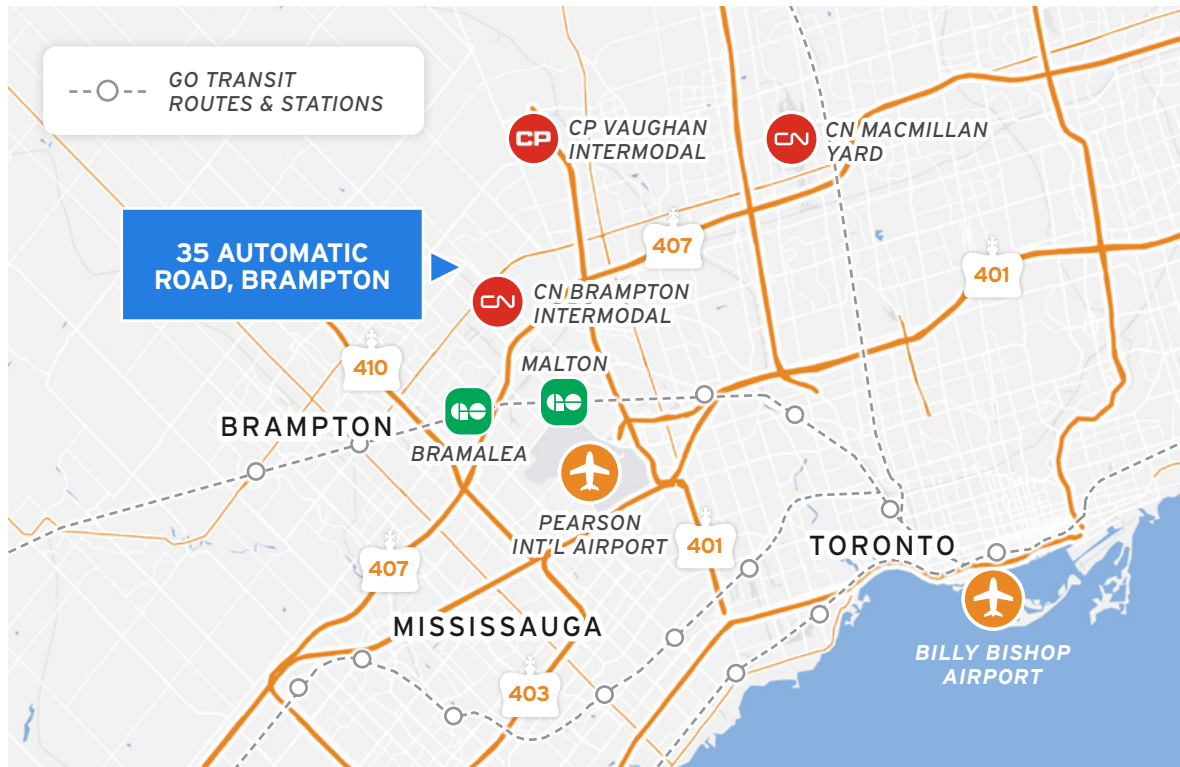 GO TRANSIT
ROUTES & STATIONS
CP
CP VAUGHAN
INTERMODAL
CN
CN MACMILLAN
YARD
35 AUTOMATIC
ROAD, BRAMPTON
407
401
CN
CN BRAMPTON
INTERMODAL
410
MALTON
GO
GO
BRAMPTON
BRAMALEA
PEARSON
INT'L AIRPORT
401
TORONTO
407
MISSISSAUGA
BILLY BISHOP
AIRPORT
403